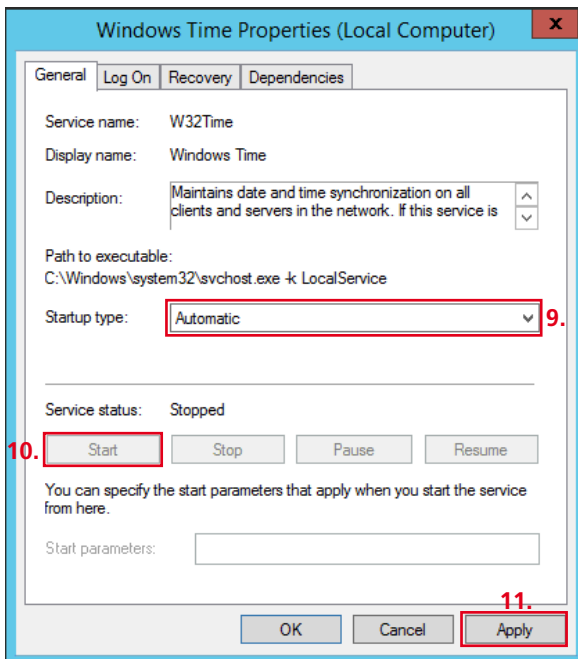 Windows Time Properties (Local Computer)
x
General Log On Recovery Dependencies
Service name: W32Time
Display name: Windows Time
Description: Maintains date and time synchronization on all
clients and servers in the network. If this service is
Path to executable:
C:\Windows\system32\svchost.exe -k LocalService
Startup type: Automatic 9.
Service status: Stopped
10. Start Stop Pause Resume
You can specify the start parameters that apply when you start the service
from here.
Start parameters:
11.
OK Cancel Apply